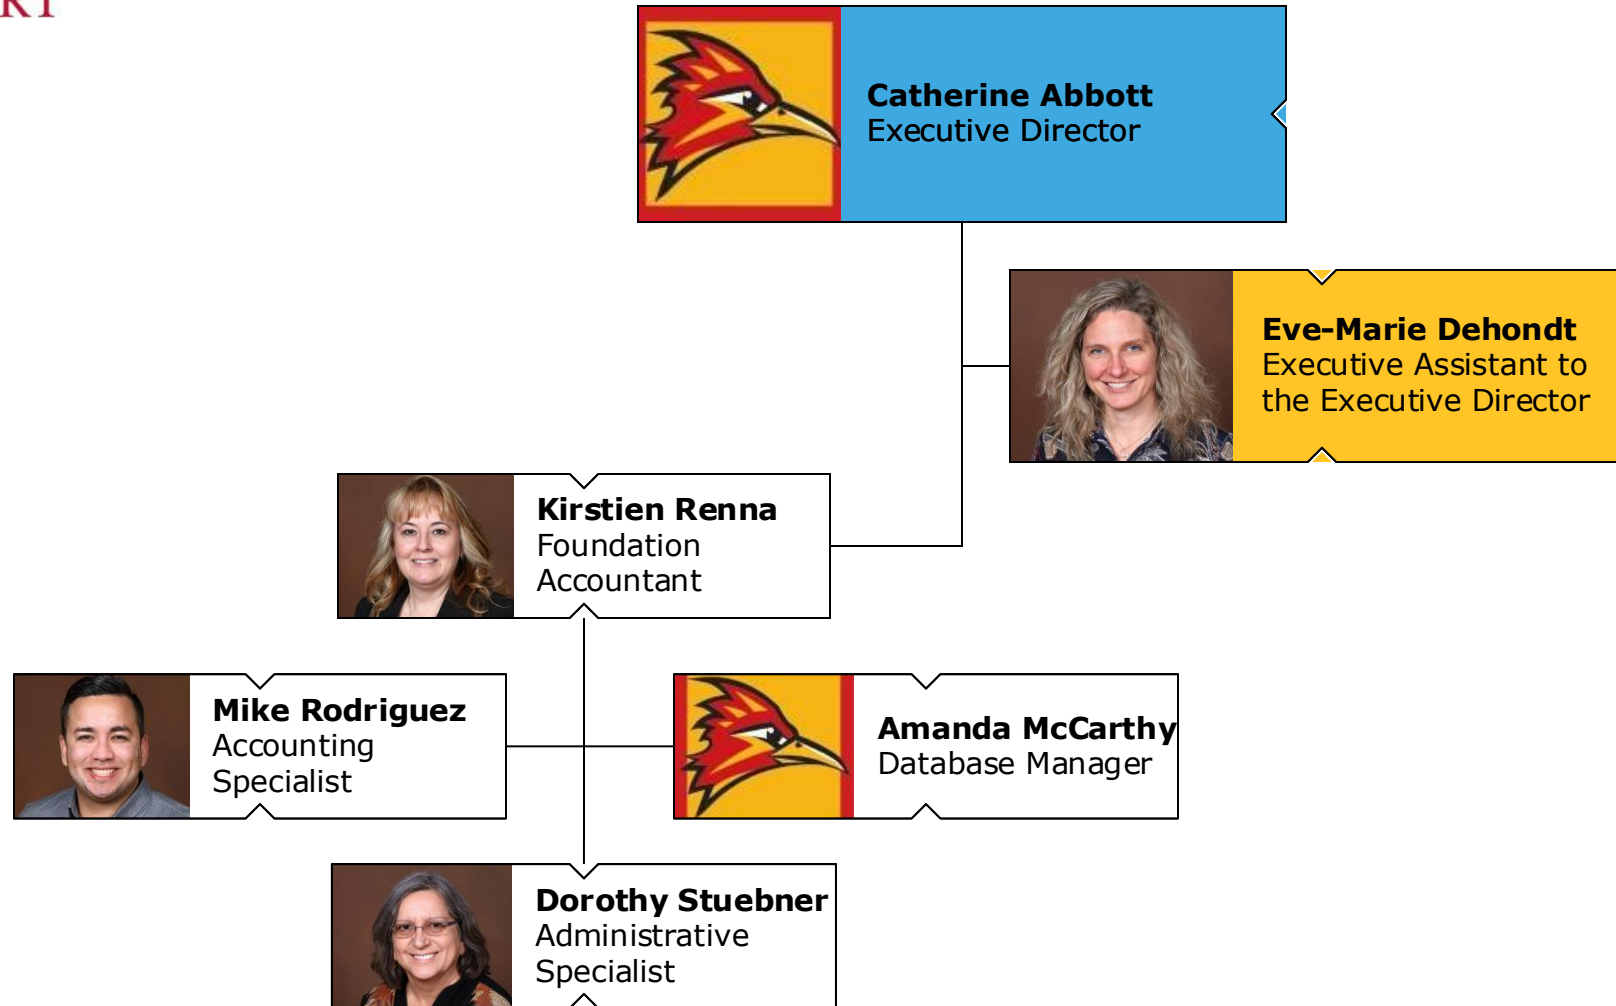 Catherine Abbott
Executive Director
Eve-Marie Dehondt
Executive Assistant to
the Executive Director
Kirstien Renna
Foundation
Accountant
Mike Rodriguez
Accounting
Specialist
Amanda McCarthy
Database Manager
Dorothy Stuebner
Administrative
Specialist